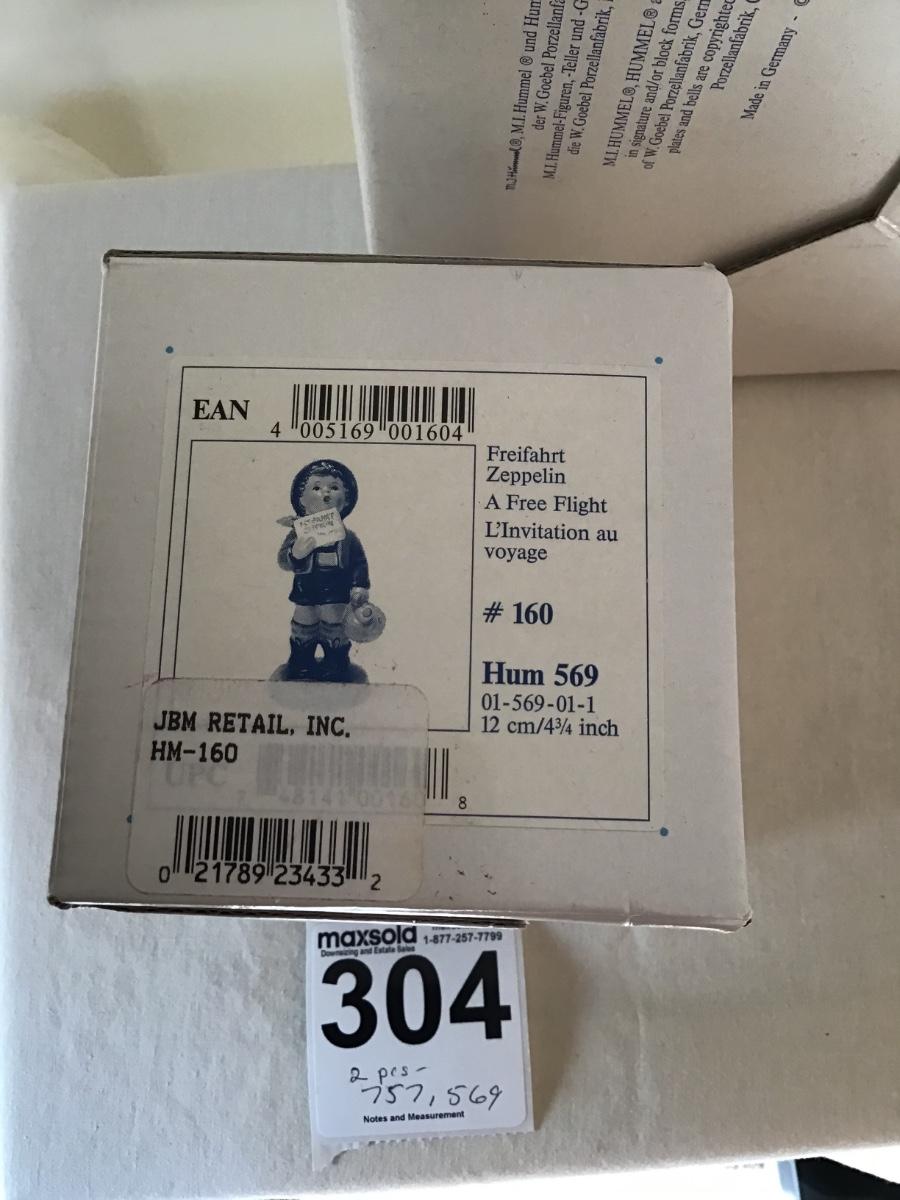 M.I.Hummel®, M.I.Hummel ® und Hum
der W. Goebel Porzellanfa
M.I.Hummel-Figuren, -Teller und -G
die W. Goebel Porzellanfabrik,
M.I.HUMMEL®, HUMMEL ® a
in signature and/or block forms,
of W. Goebel Porzellanfabrik, Germ
plates and bells are copyrighted
Porzellanfabrik,
Made in Germany - ©
EAN
4 005169 001604
Freifahrt
Zeppelin
A Free Flight
L'Invitation au
voyage
# 160
Hum 569
01-569-01-1
12 cm/4¾ inch
JBM RETAIL, INC.
HM-160
UPC
8
0 21789 23433 2
maxsold 1-877-257-7799
Downsizing and Estate Sales
304
2 pcs-
757, 569
Notes and Measurement